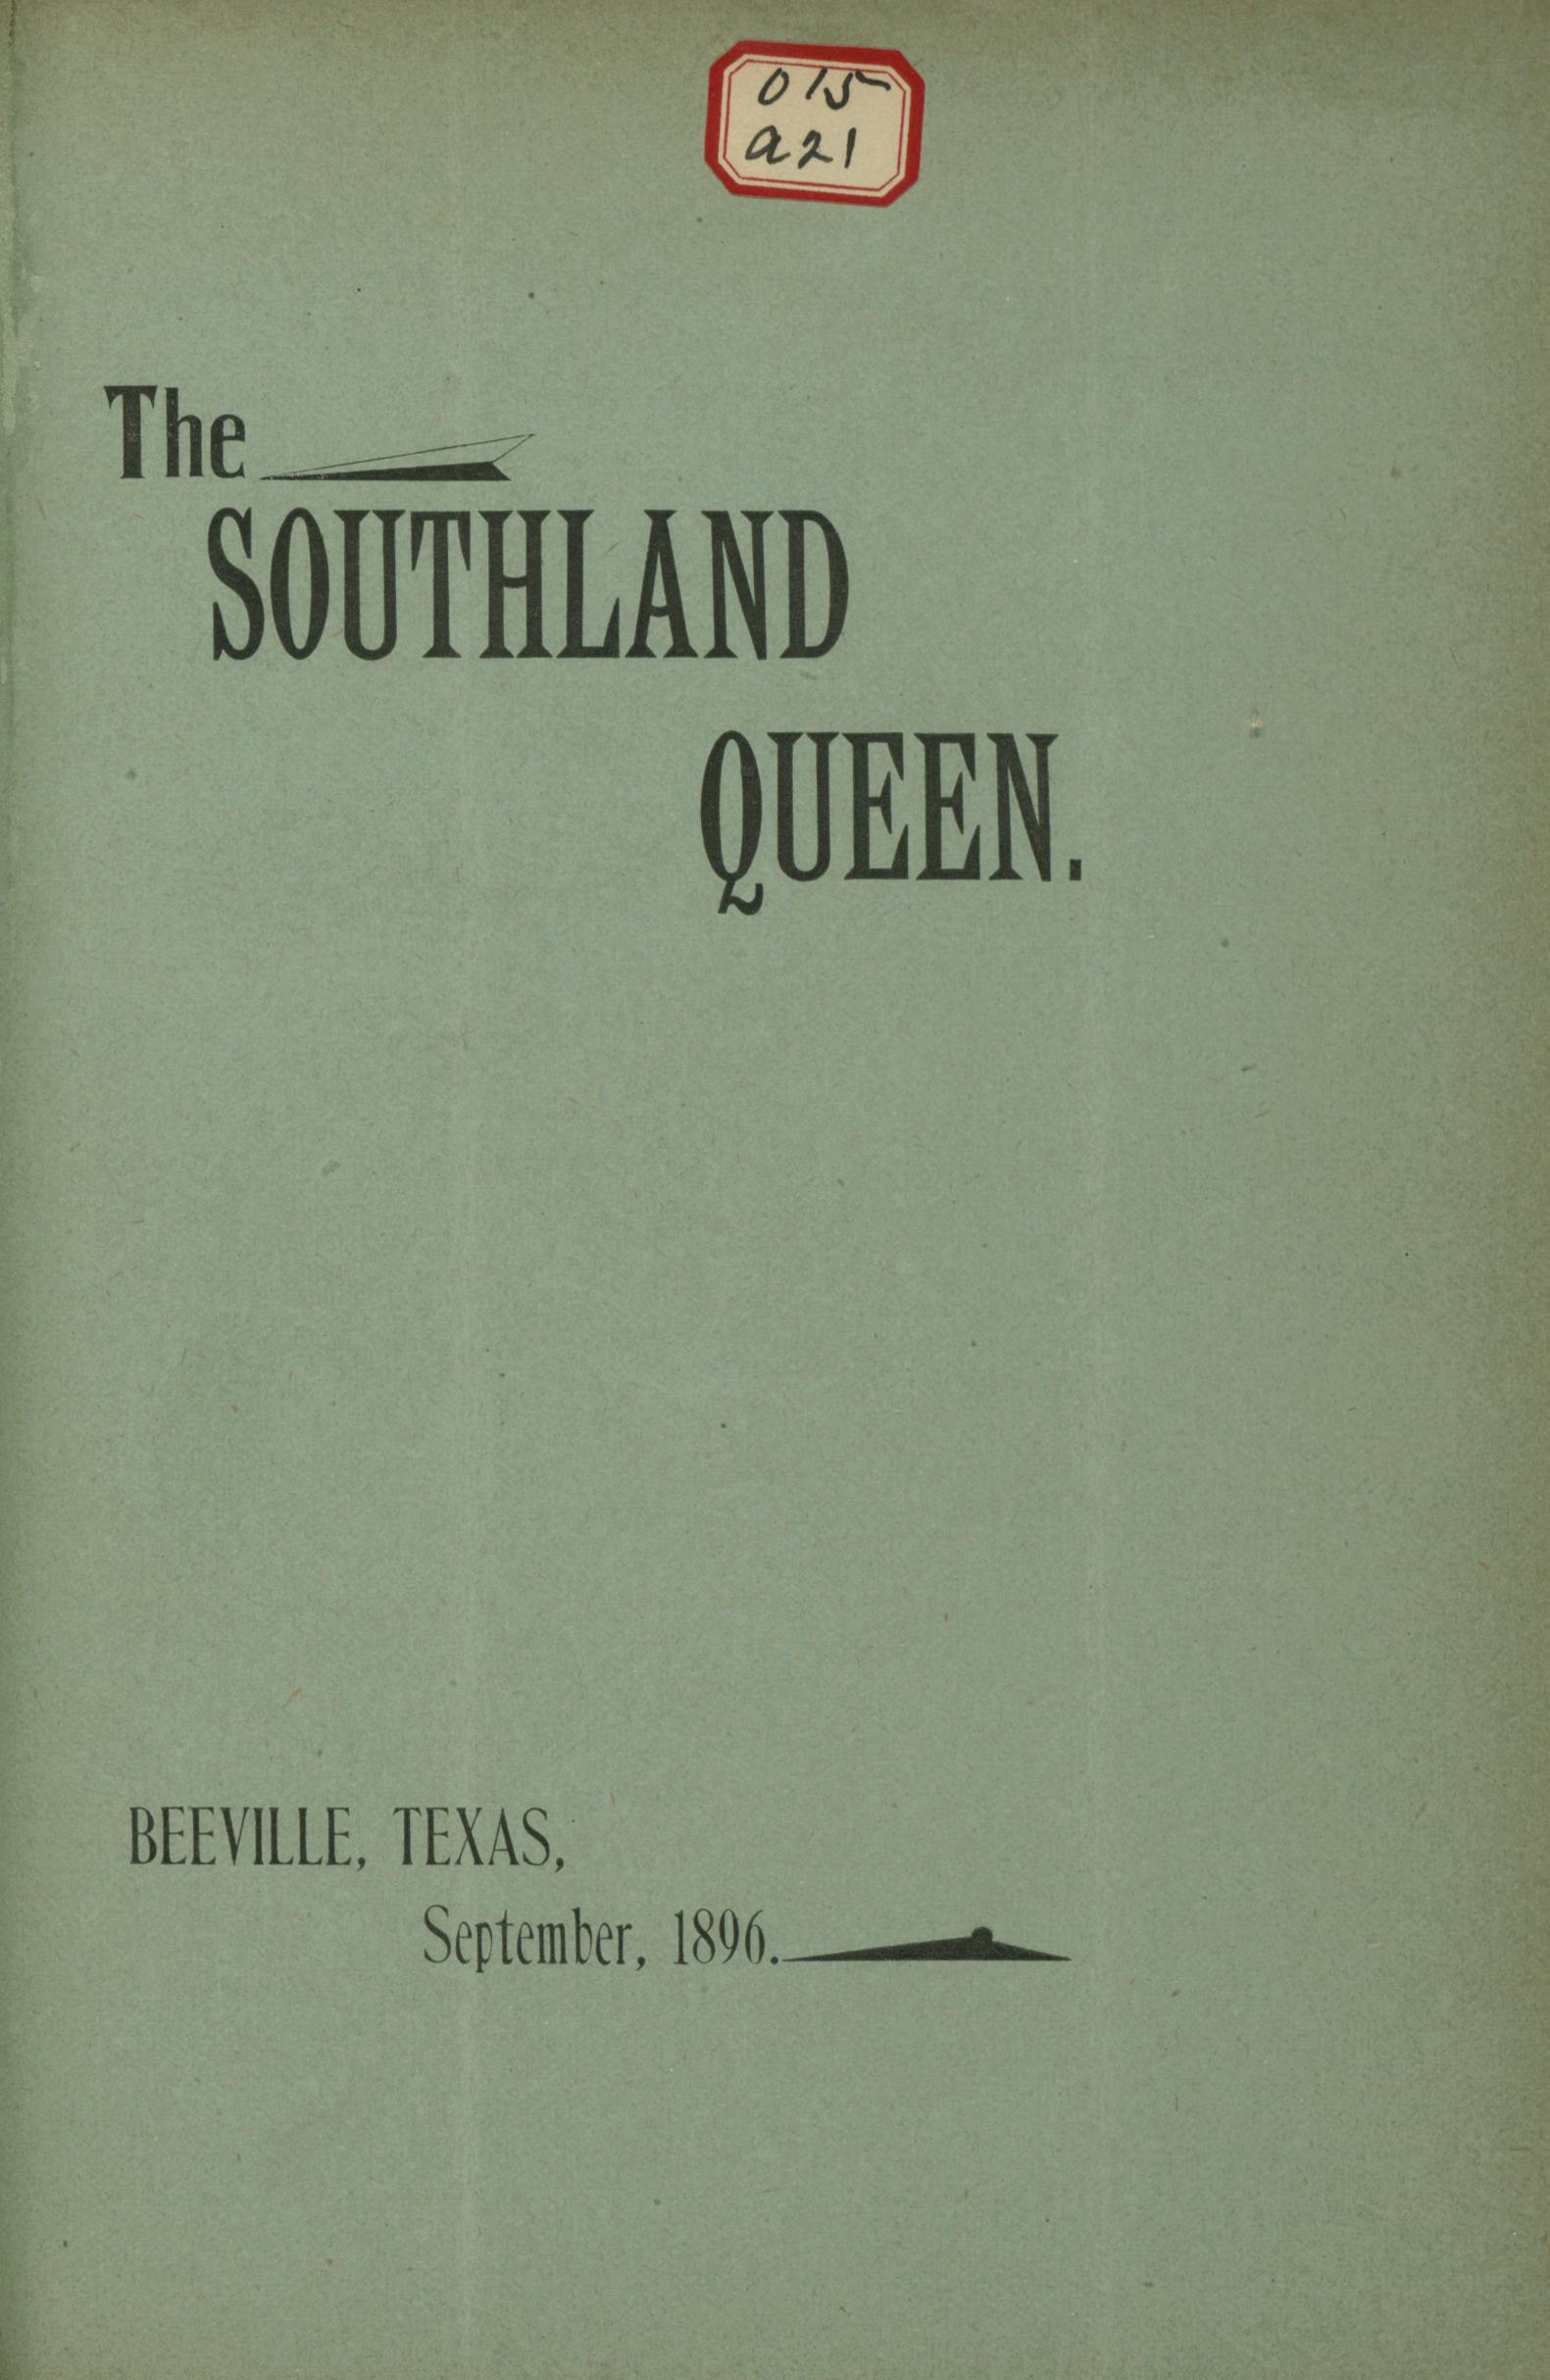 015
a21
The
SOUTHLAND
QUEEN.
BEEVILLE, TEXAS,
September, 1896.